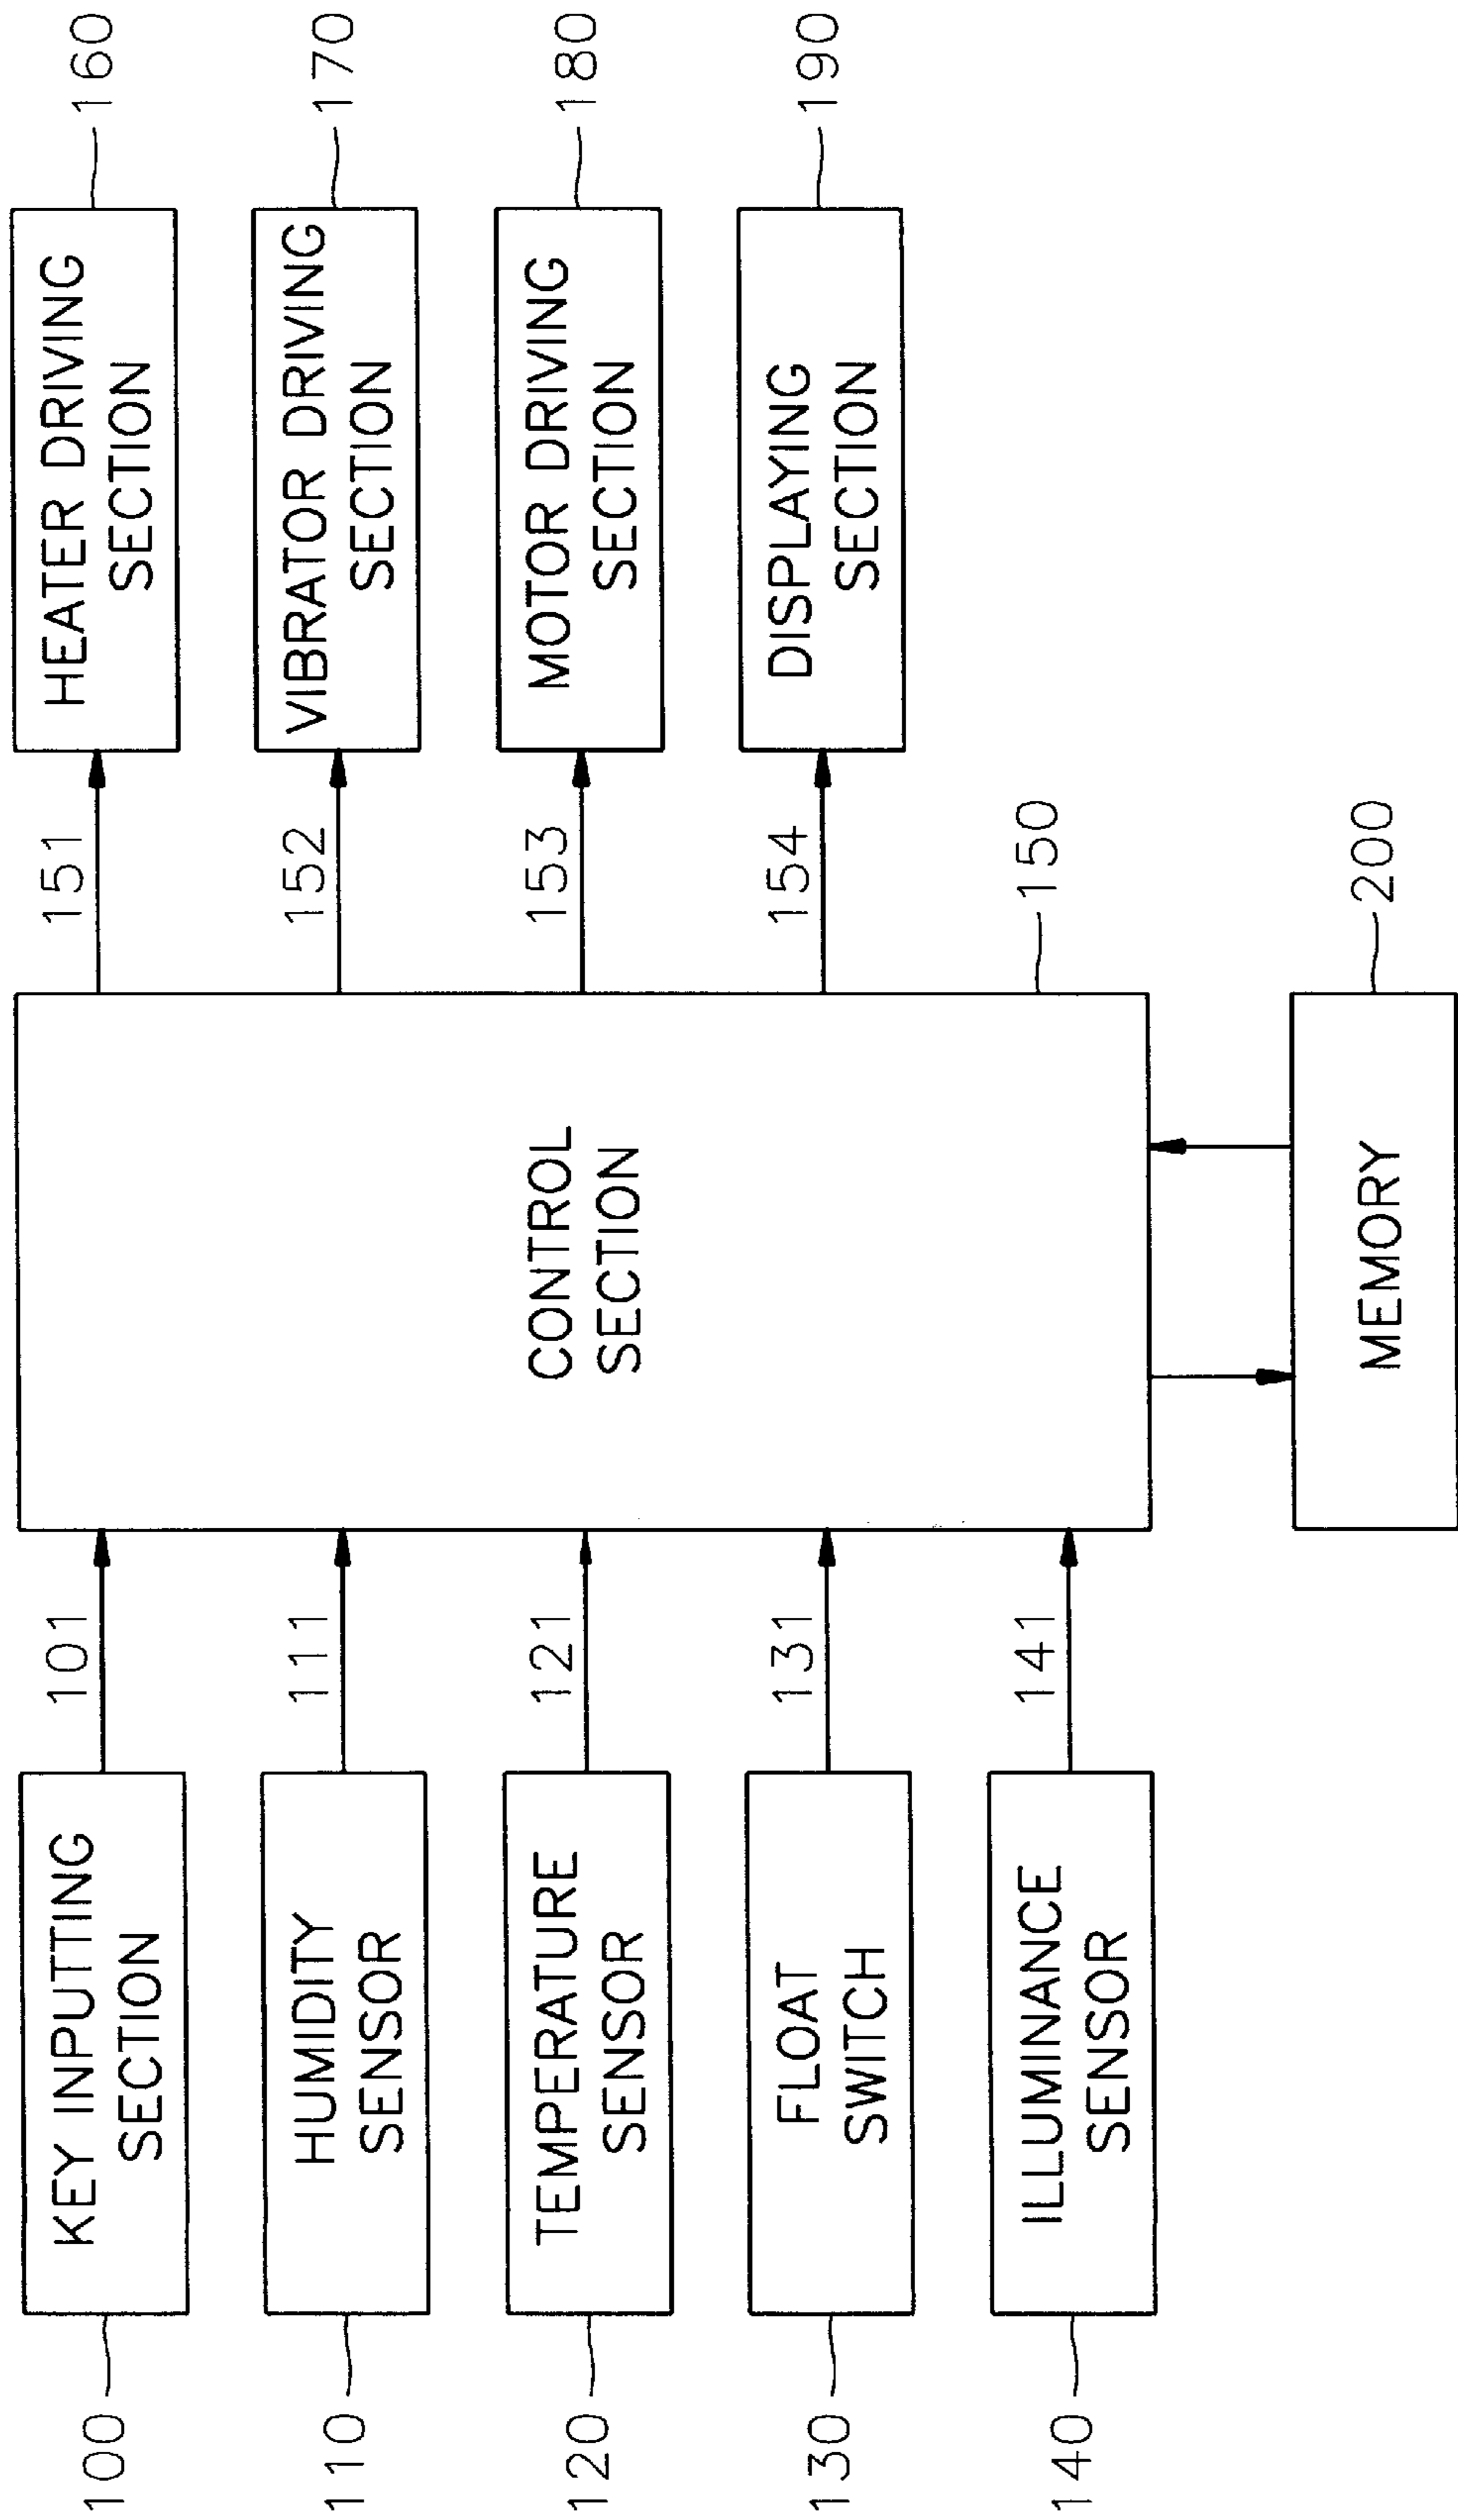 100
KEY INPUTTING
SECTION
101
110
HUMIDITY
SENSOR
111
120
TEMPERATURE
SENSOR
121
130
FLOAT
SWITCH
131
140
ILLUMINANCE
SENSOR
141
CONTROL
SECTION
150
MEMORY
200
151
HEATER DRIVING
SECTION
160
152
VIBRATOR DRIVING
SECTION
170
153
MOTOR DRIVING
SECTION
180
154
DISPLAYING
SECTION
190